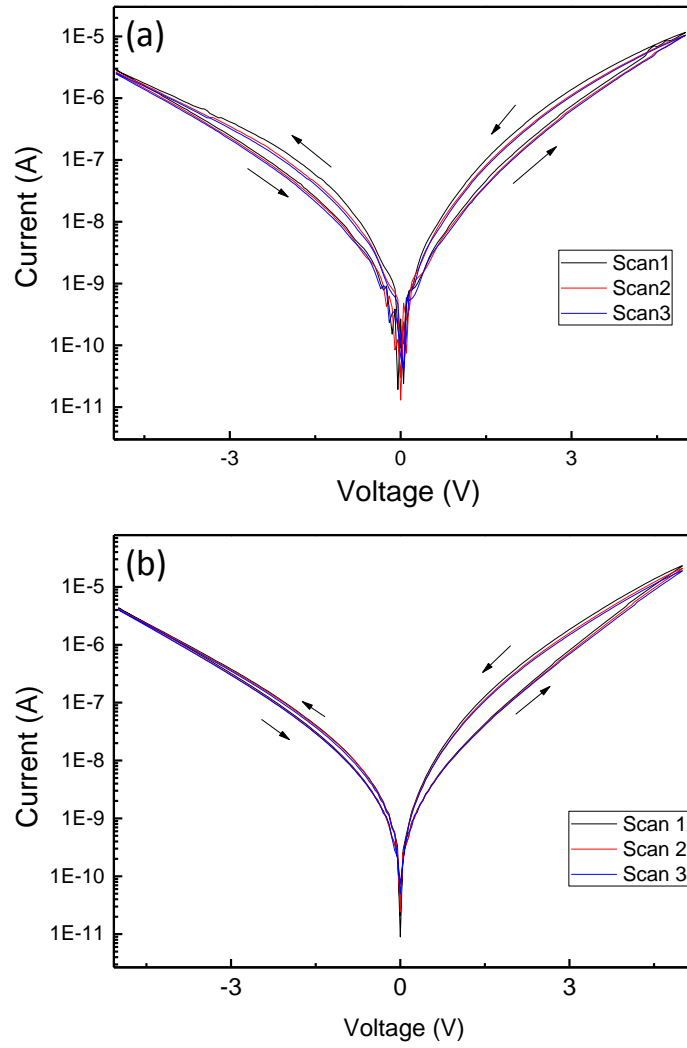 (a)
1E-5
1E-6
1E-7
1E-8
1E-9
1E-10
1E-11
Current (A)
Scan1
Scan2
Scan3
-3
0
3
Voltage (V)
(b)
1E-5
1E-6
1E-7
1E-8
1E-9
1E-10
1E-11
Current (A)
Scan 1
Scan 2
Scan 3
-3
0
3
Voltage (V)